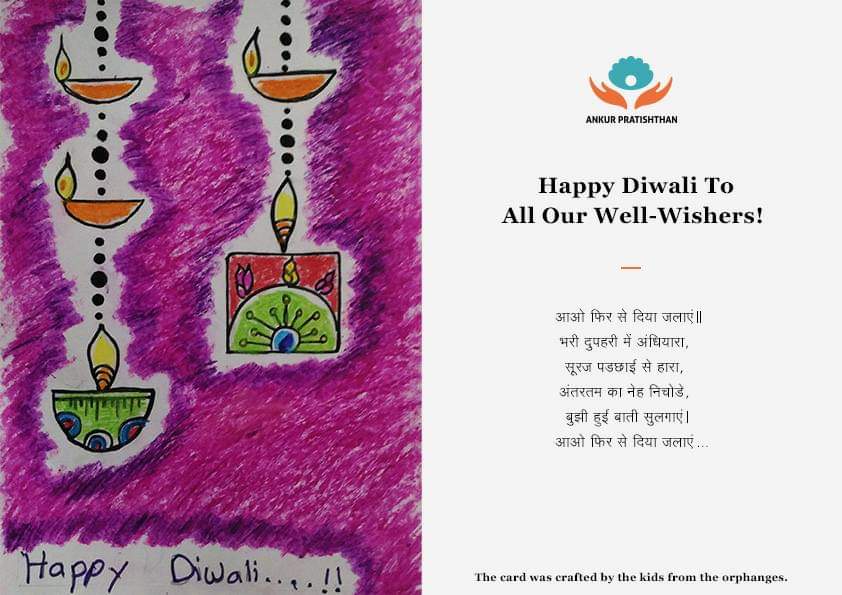 Happy Diwali....!!
ANKUR PRATISHTHAN
Happy Diwali To
All Our Well-Wishers!
आओ फिर से दिया जलाएं॥
भरी दुपहरी में अंधियारा,
सूरज पडछाई से हारा,
अंतरतम का नेह निचोडे,
बुझी हुई बाती सुलगाएं।
आओ फिर से दिया जलाएं...
The card was crafted by the kids from the orphanges.